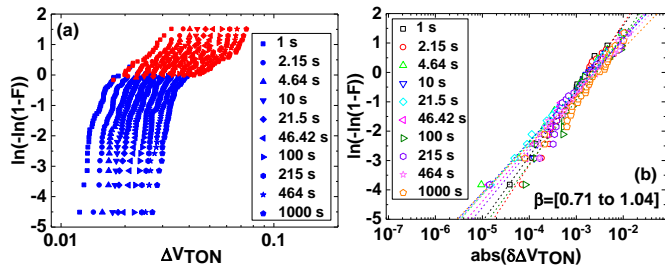 (a)
ln(-ln(1-F))
2
1
0
-1
-2
-3
-4
-5
0.01
0.1
ΔVTON
1 s
2.15 s
4.64 s
10 s
21.5 s
46.42 s
100 s
215 s
464 s
1000 s
(b)
ln(-ln(1-F))
2
1
0
-1
-2
-3
-4
-5
10-7
10-6
10-5
10-4
10-3
10-2
abs(δΔVTON)
1 s
2.15 s
4.64 s
10 s
21.5 s
46.42 s
100 s
215 s
464 s
1000 s
β=[0.71 to 1.04]